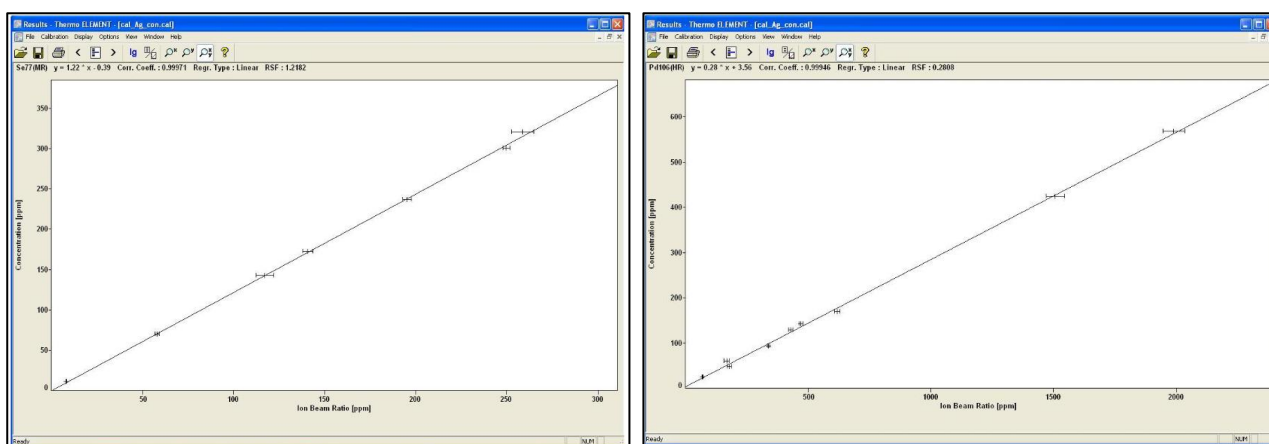 Results - Thermo ELEMENT - [cal_Ag_con.cal]
File Calibration Display Options View Window Help
lg
Se77(MR) y = 1.22 * x - 0.39 Corr. Coeff. : 0.99971 Regr. Type : Linear RSF : 1.2182
Concentration [ppm]
350
300
250
200
150
100
50
0
50 100 150 200 250 300
Ion Beam Ratio [ppm]
Ready NUM
Results - Thermo ELEMENT - [cal_Ag_con.cal]
File Calibration Display Options View Window Help
lg
Pd106(MR) y = 0.28 * x + 3.56 Corr. Coeff. : 0.99946 Regr. Type : Linear RSF : 0.2808
Concentration [ppm]
600
500
400
300
200
100
0
500 1000 1500 2000
Ion Beam Ratio [ppm]
Ready NUM